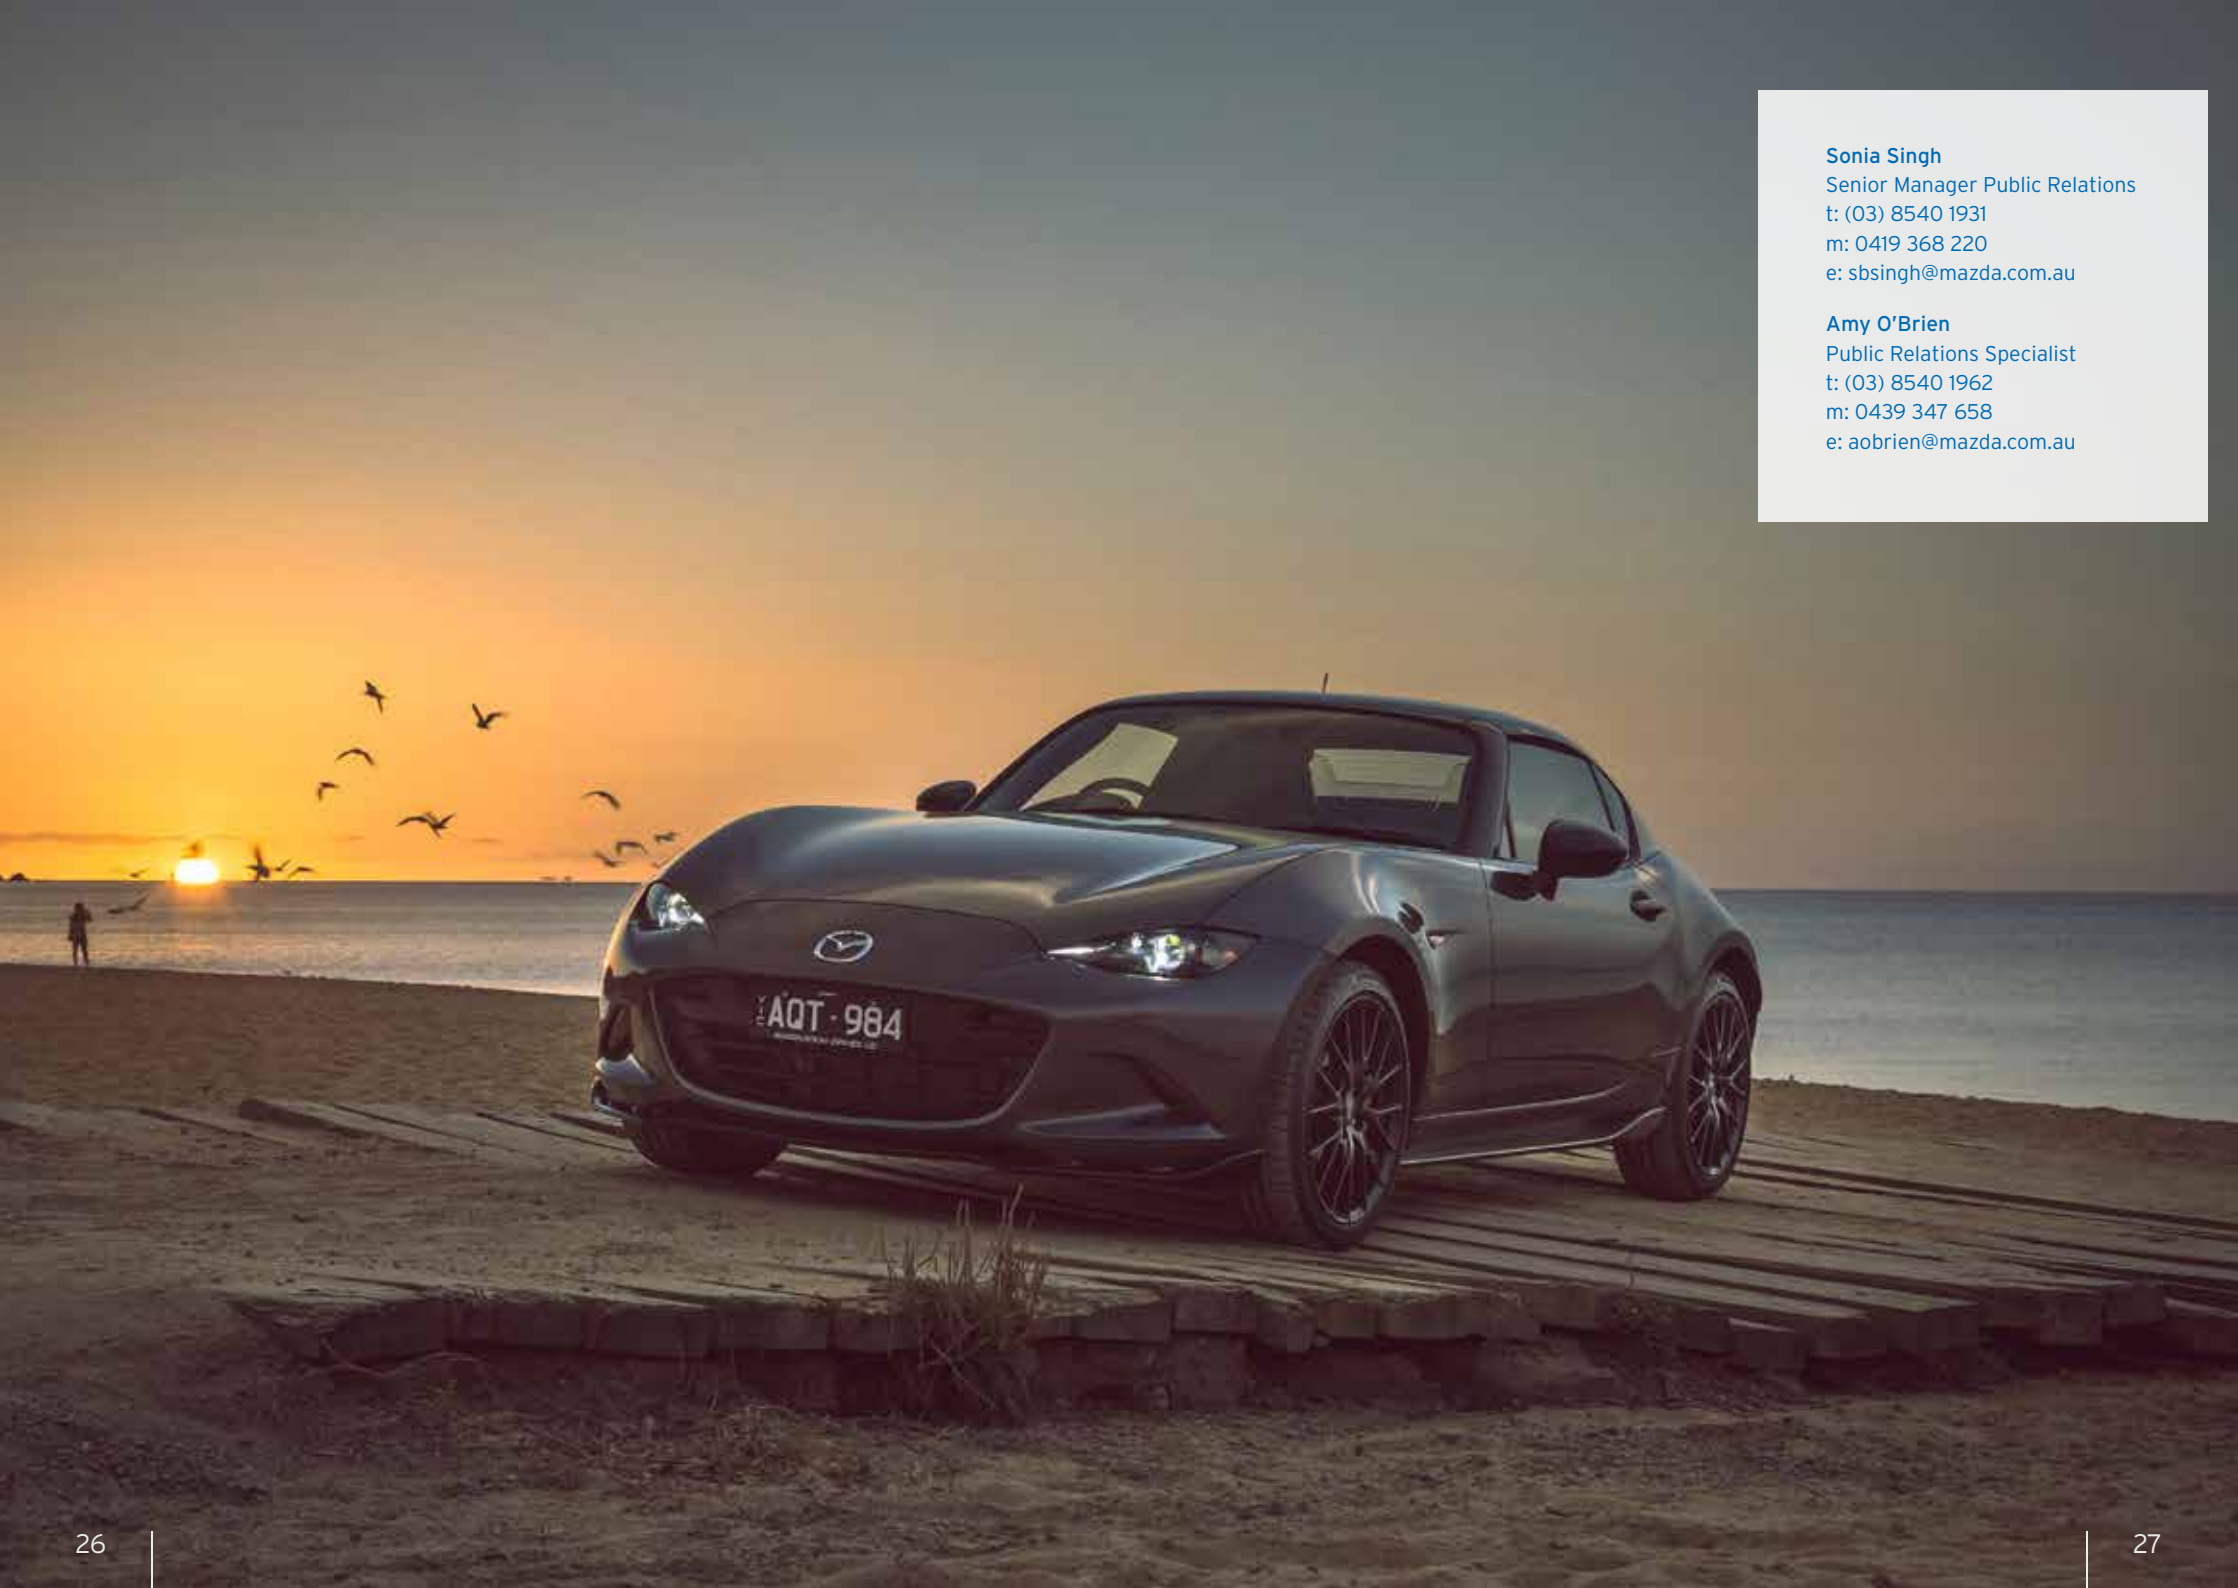 Sonia Singh
Senior Manager Public Relations
t: (03) 8540 1931
m: 0419 368 220
e: sbsingh@mazda.com.au
Amy O’Brien
Public Relations Specialist
t: (03) 8540 1962
m: 0439 347 658
e: aobrien@mazda.com.au
AQT · 984
26
27